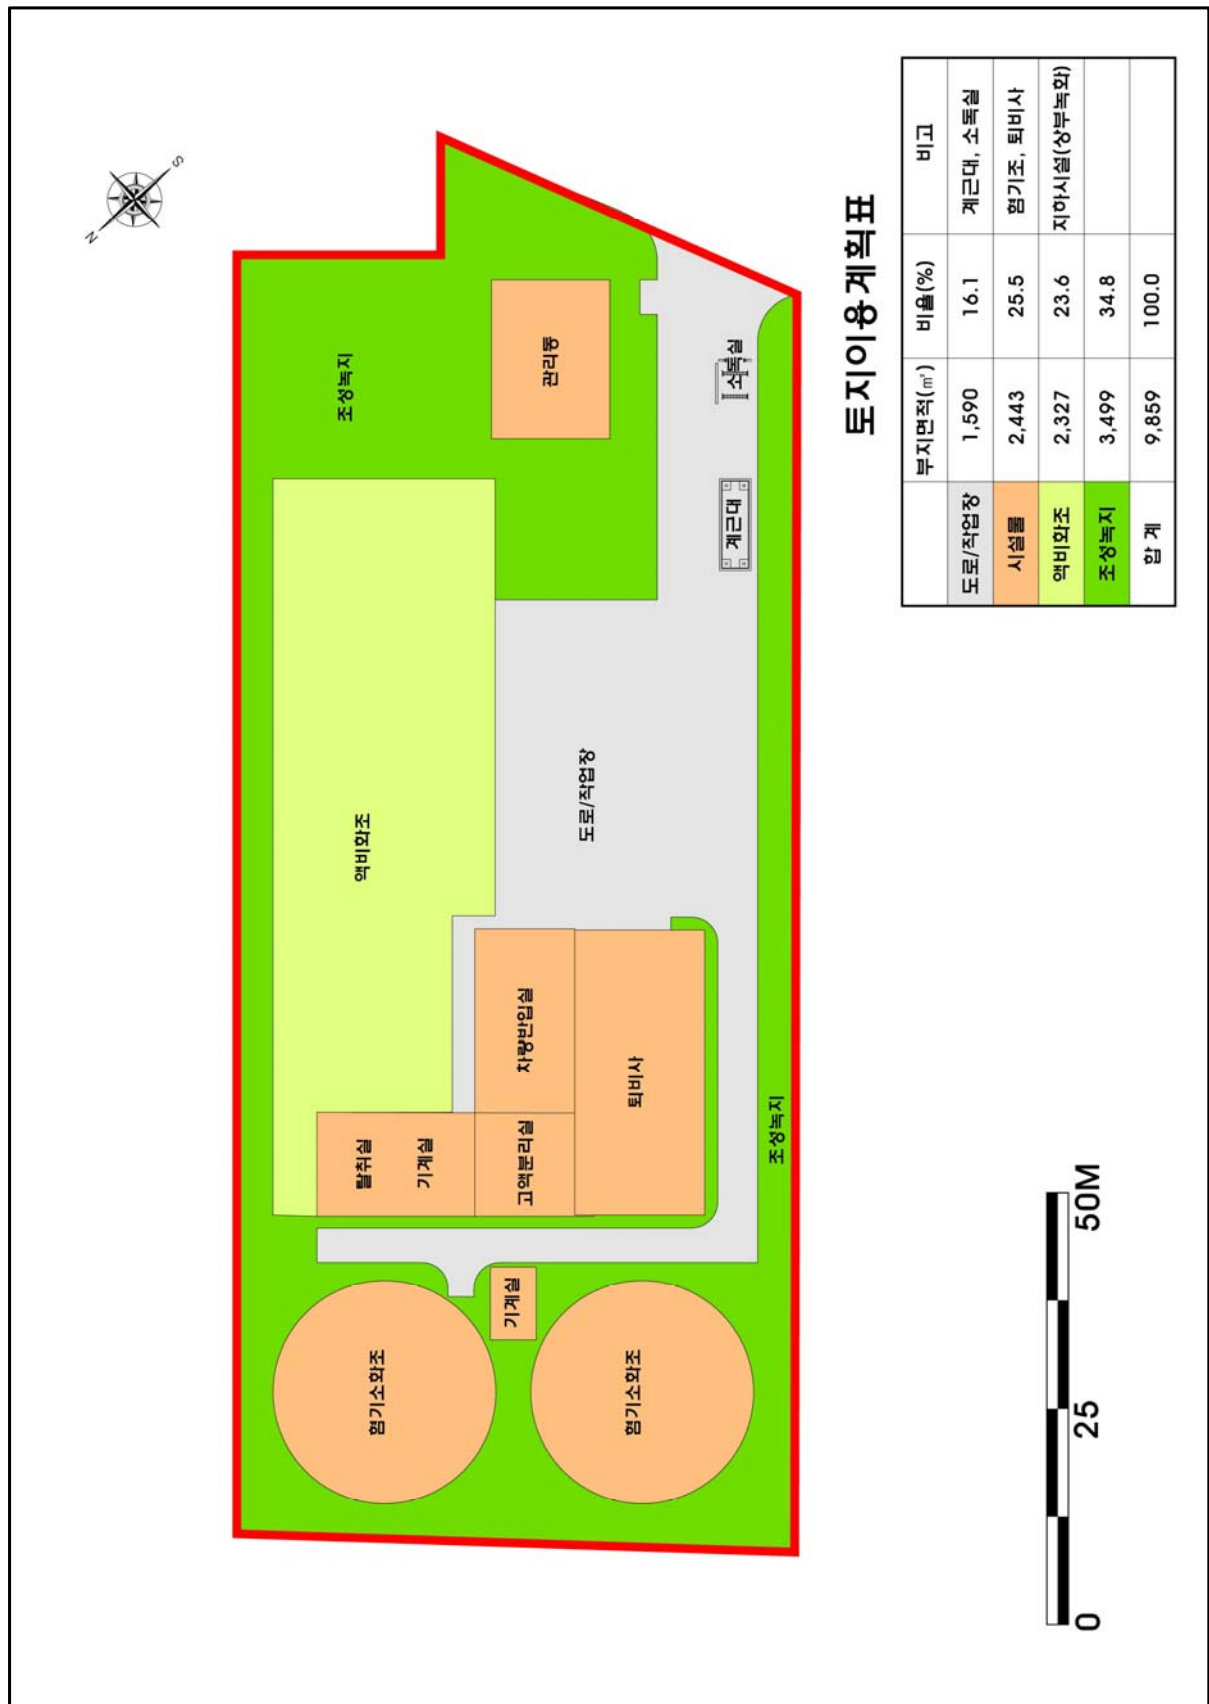 N
S
조성녹지
관리동
소독실
계근대
액비화조
도로/작업장
차량반입실
퇴비사
탈취실
기계실
고액분리실
조성녹지
기계실
혐기소화조
혐기소화조
토지이용계획표
부지면적(㎡) 비율(%) 비고
도로/작업장 1,590 16.1 계근대, 소독실
시설물 2,443 25.5 혐기조, 퇴비사
액비화조 2,327 23.6 지하시설(상부녹화)
조성녹지 3,499 34.8
합 계 9,859 100.0
0 25 50M